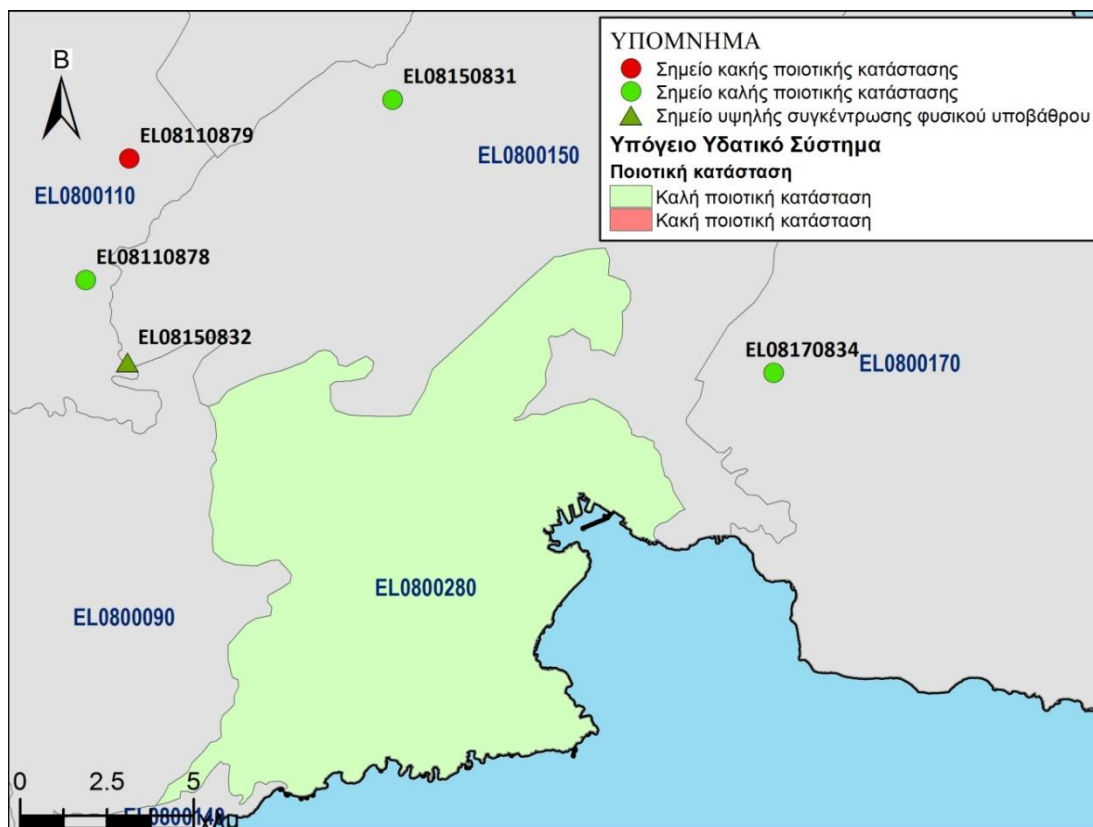 Β
EL08150831
EL08110879
EL0800150
EL0800110
EL08110878
EL08150832
EL08170834
EL0800170
EL0800280
EL0800090
0 2.5 5
EL0800140
Χλμ
ΥΠΟΜΝΗΜΑ
Σημείο κακής ποιοτικής κατάστασης
Σημείο καλής ποιοτικής κατάστασης
Σημείο υψηλής συγκέντρωσης φυσικού υποβάθρου
Υπόγειο Υδατικό Σύστημα
Ποιοτική κατάσταση
Καλή ποιοτική κατάσταση
Κακή ποιοτική κατάσταση